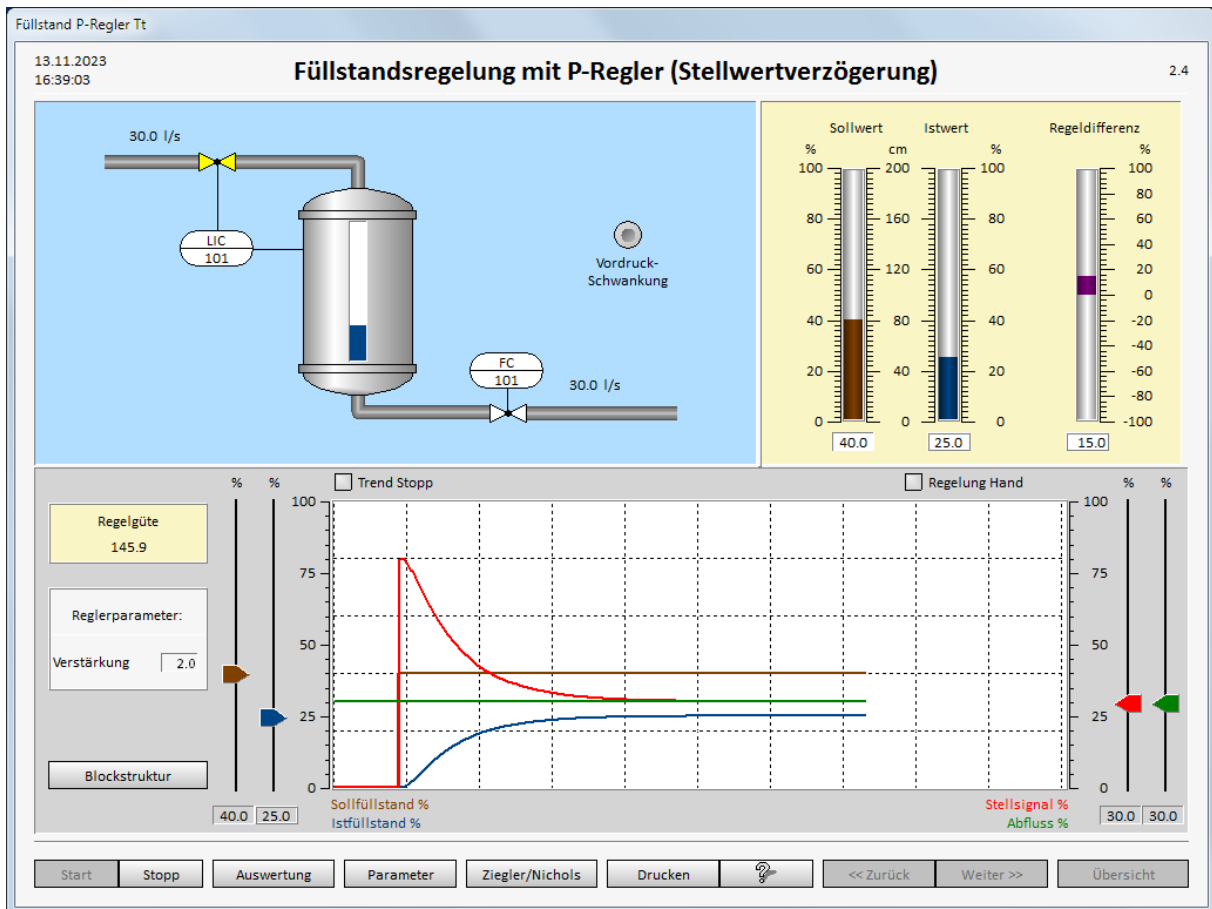 Füllstand P-Regler Tt
13.11.2023
16:39:03
Füllstandsregelung mit P-Regler (Stellwertverzögerung)
2.4
30.0 l/s
LIC
101
Vordruck-
Schwankung
FC
101
30.0 l/s
Sollwert Istwert Regeldifferenz
% cm % %
100 200 100 100
80
80 160 80 60
40
60 120 60 20
0
40 80 40 -20
-40
20 40 20 -60
-80
0 0 0 -100
40.0 25.0 15.0
% % Trend Stopp Regelung Hand % %
100 100
Regelgüte
145.9
75 75
Reglerparameter:
50 50
Verstärkung 2.0
25 25
Blockstruktur
0 0
Sollfüllstand % Stellsignal %
40.0 25.0 30.0 30.0
Istfüllstand % Abfluss %
Start Stopp Auswertung Parameter Ziegler/Nichols Drucken ? << Zurück Weiter >> Übersicht